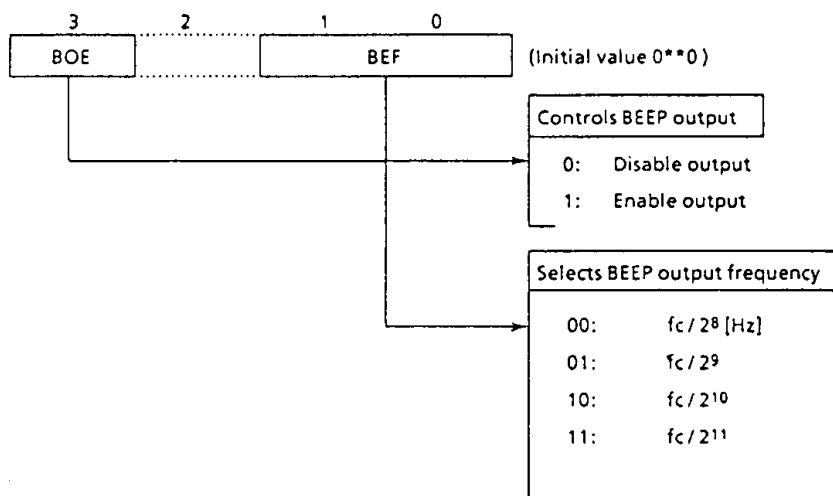 3 2 1 0
BOE BEF (Initial value 0**0)
Controls BEEP output
0: Disable output
1: Enable output
Selects BEEP output frequency
00: fc/2⁸ [Hz]
01: fc/2⁹
10: fc/2¹⁰
11: fc/2¹¹